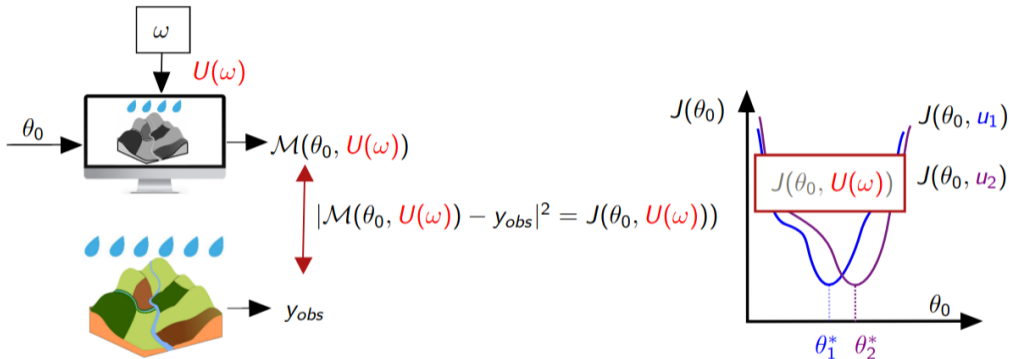 ω
U(ω)
θ₀
ℳ(θ₀, U(ω))
|ℳ(θ₀, U(ω)) − y_obs|² = J(θ₀, U(ω)))
y_obs
J(θ₀)
J(θ₀, u₁)
J(θ₀, U(ω))
J(θ₀, u₂)
θ₀
θ₁* θ₂*